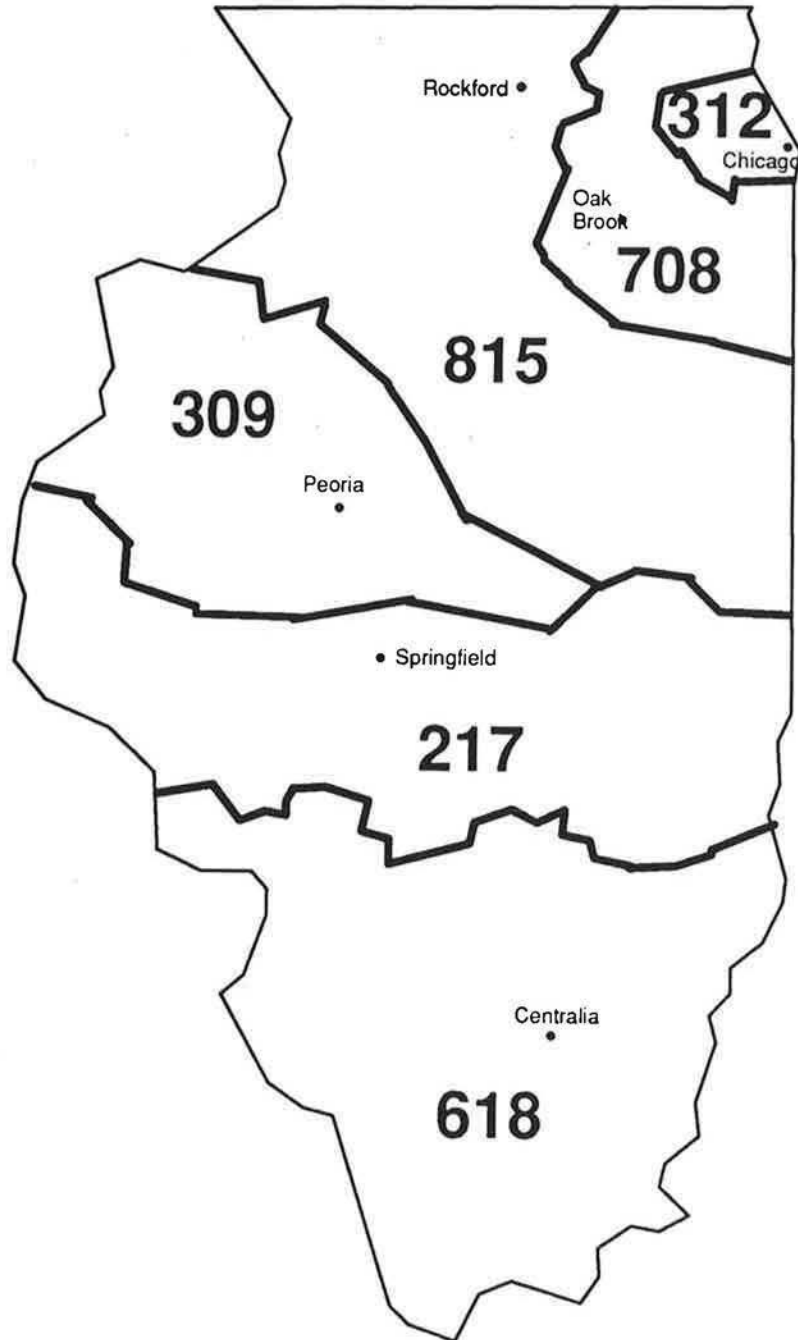 Rockford
312
Chicago
Oak
Brook
708
815
309
Peoria
Springfield
217
Centralia
618